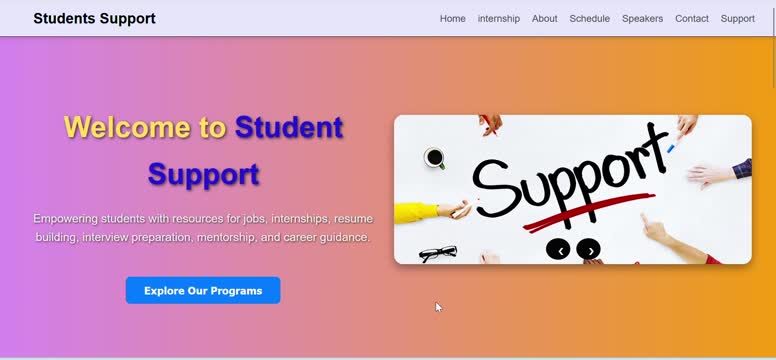 Students Support
Home internship About Schedule Speakers Contact Support
Welcome to Student
Support
Empowering students with resources for jobs, internships, resume
building, interview preparation, mentorship, and career guidance.
Explore Our Programs
Support
‹ ›